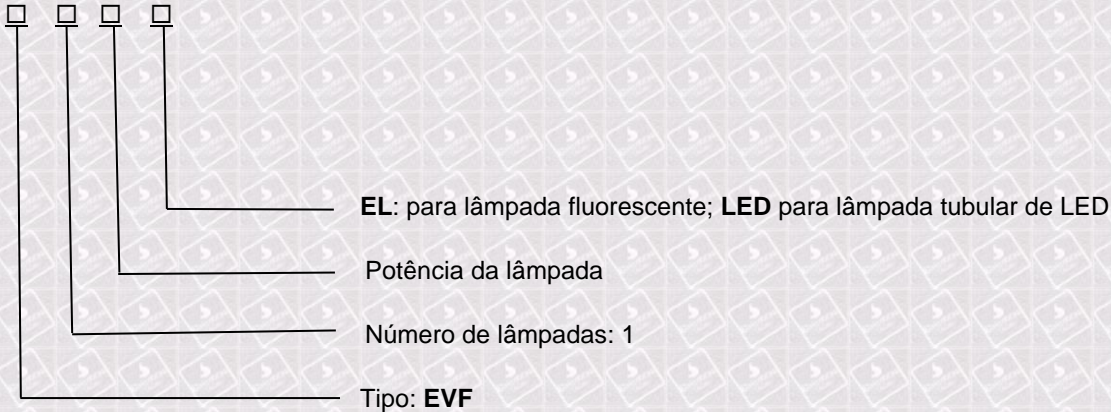 □ □ □ □
EL: para lâmpada fluorescente; LED para lâmpada tubular de LED
Potência da lâmpada
Número de lâmpadas: 1
Tipo: EVF